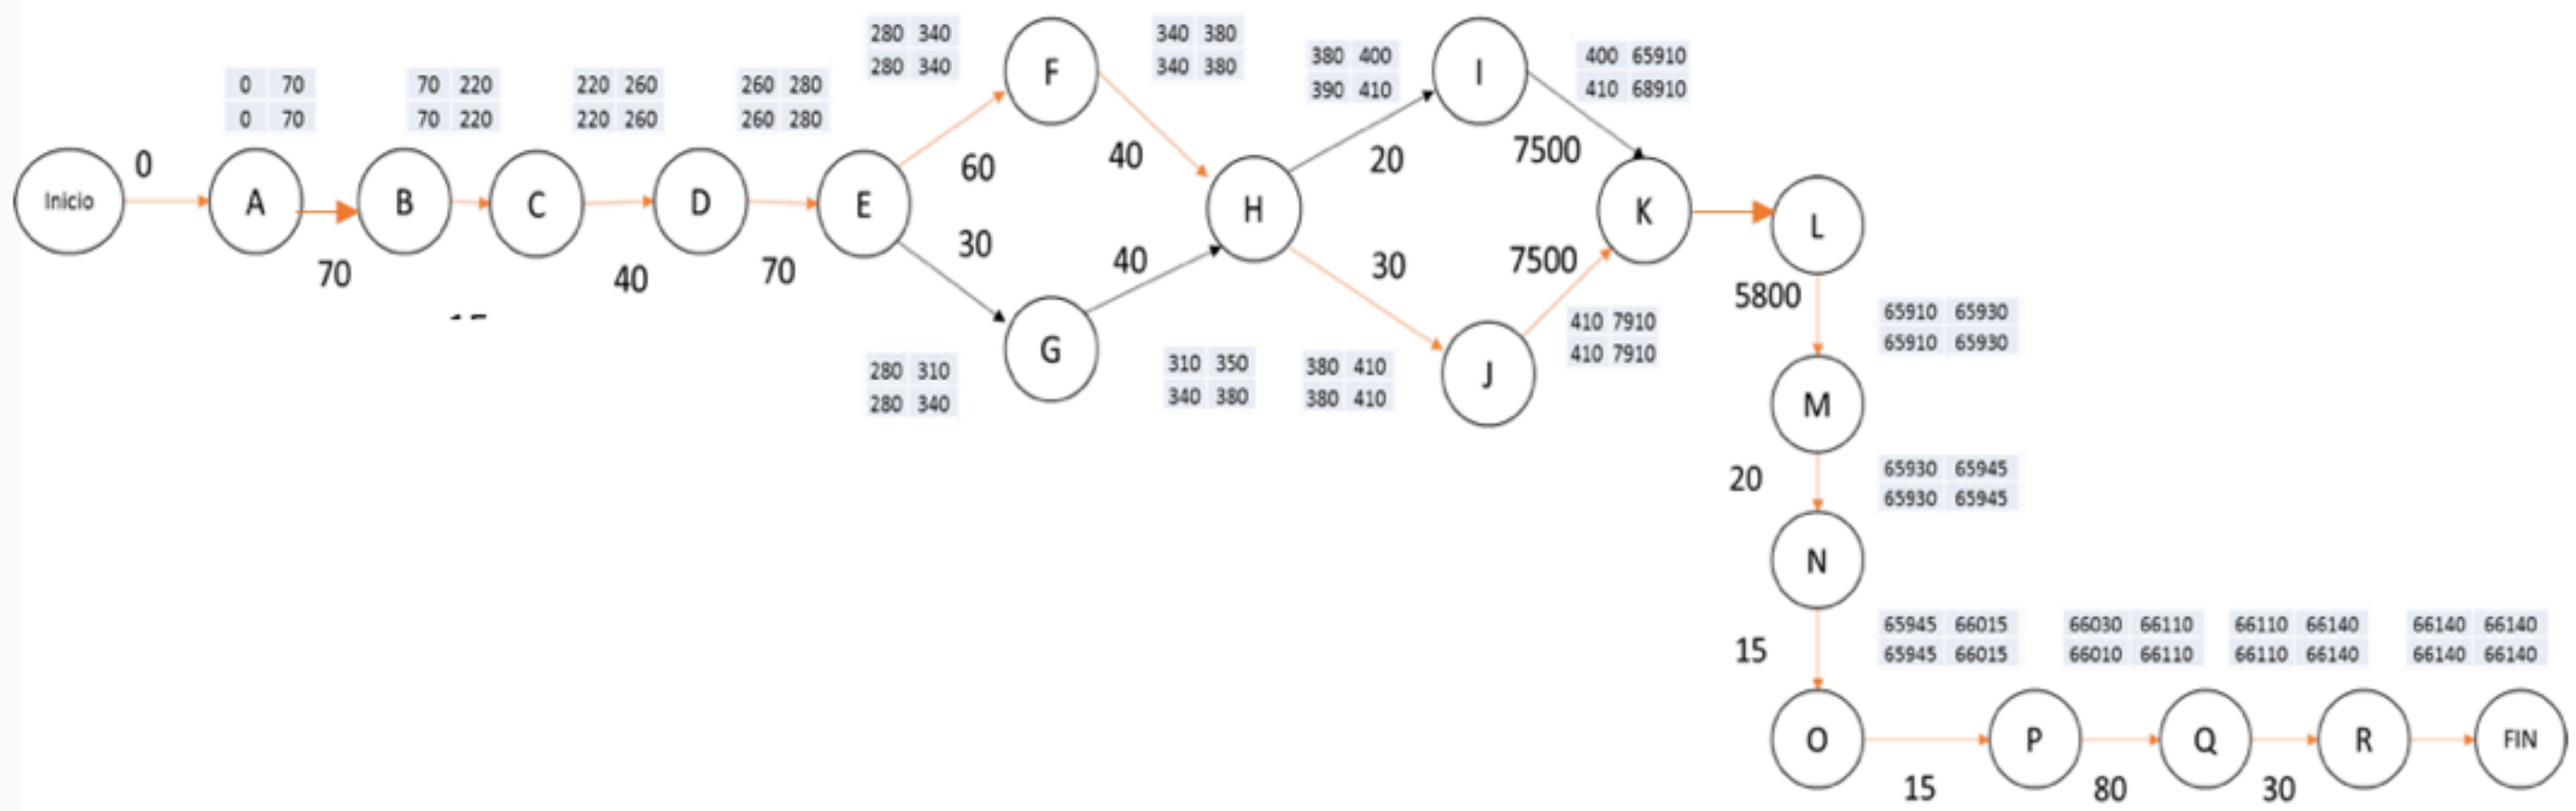 280 340
280 340
F
340 380
340 380
380 400
390 410
I
400 65910
410 68910
0 70
0 70
70 220
70 220
220 260
220 260
260 280
260 280
Inicio
0
A
70
B
C
40
D
70
E
60
30
40
40
H
20
30
7500
7500
K
L
G
280 310
280 340
310 350
340 380
380 410
380 410
J
410 7910
410 7910
5800
65910 65930
65910 65930
M
20
65930 65945
65930 65945
N
15
65945 66015
65945 66015
66030 66110
66010 66110
66110 66140
66110 66140
66140 66140
66140 66140
O
15
P
80
Q
30
R
FIN